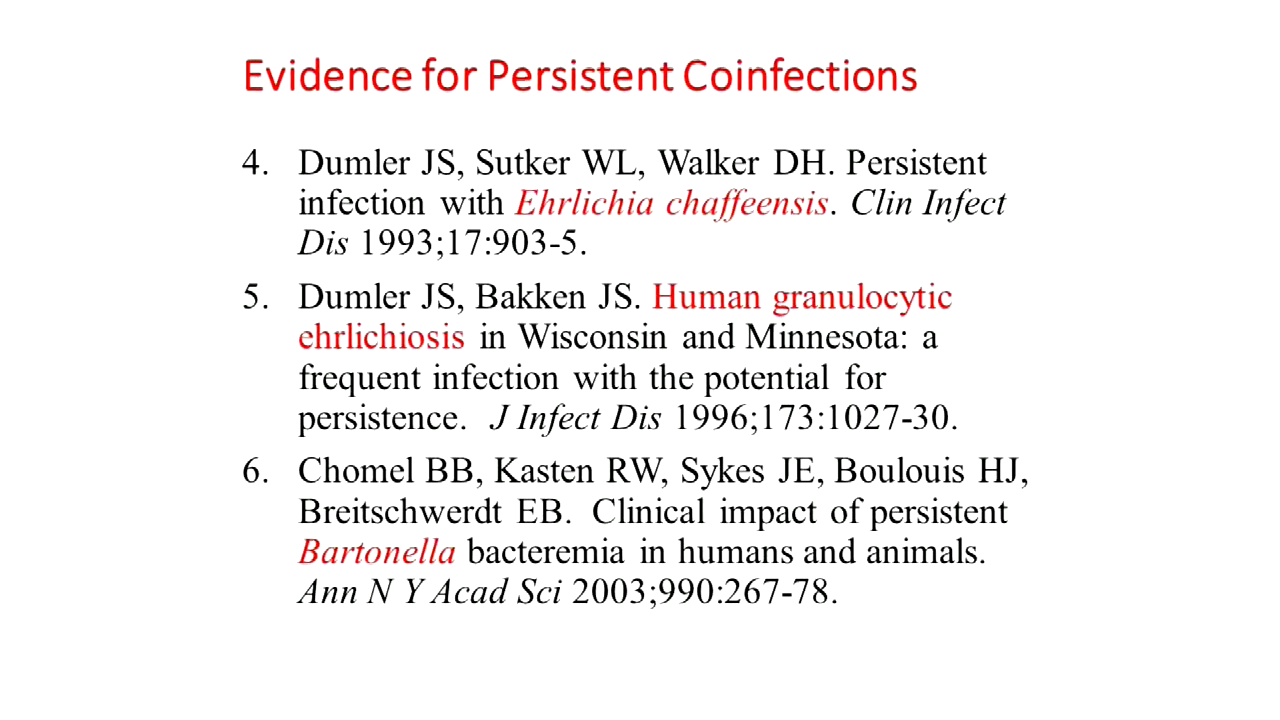 Evidence for Persistent Coinfections
4. Dumler JS, Sutker WL, Walker DH. Persistent
infection with Ehrlichia chaffeensis. Clin Infect
Dis 1993;17:903-5.
5. Dumler JS, Bakken JS. Human granulocytic
ehrlichiosis in Wisconsin and Minnesota: a
frequent infection with the potential for
persistence. J Infect Dis 1996;173:1027-30.
6. Chomel BB, Kasten RW, Sykes JE, Boulouis HJ,
Breitschwerdt EB. Clinical impact of persistent
Bartonella bacteremia in humans and animals.
Ann N Y Acad Sci 2003;990:267-78.